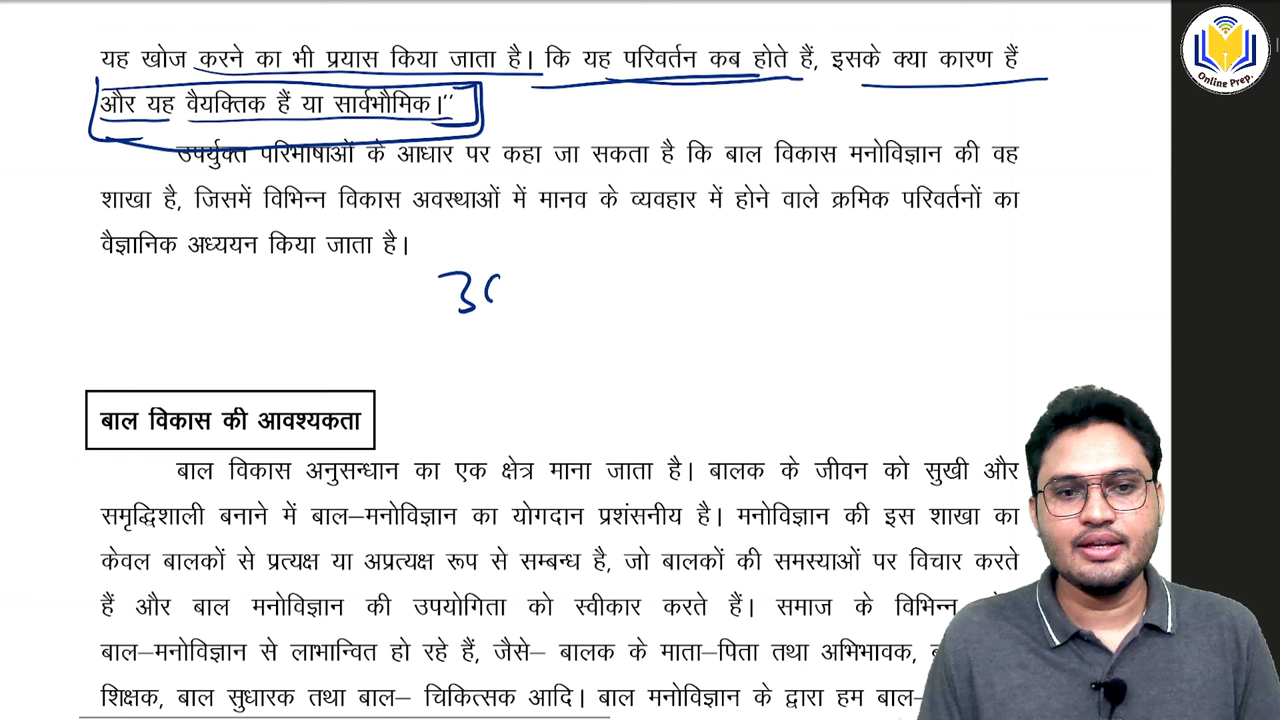 यह खोज करने का भी प्रयास किया जाता है। कि यह परिवर्तन कब होते हैं, इसके क्या कारण हैं
और यह वैयक्तिक हैं या सार्वभौमिक।''
उपर्युक्त परिभाषाओं के आधार पर कहा जा सकता है कि बाल विकास मनोविज्ञान की वह
शाखा है, जिसमें विभिन्न विकास अवस्थाओं में मानव के व्यवहार में होने वाले क्रमिक परिवर्तनों का
वैज्ञानिक अध्ययन किया जाता है।
बाल विकास की आवश्यकता
बाल विकास अनुसन्धान का एक क्षेत्र माना जाता है। बालक के जीवन को सुखी और
समृद्धिशाली बनाने में बाल–मनोविज्ञान का योगदान प्रशंसनीय है। मनोविज्ञान की इस शाखा का
केवल बालकों से प्रत्यक्ष या अप्रत्यक्ष रूप से सम्बन्ध है, जो बालकों की समस्याओं पर विचार करते
हैं और बाल मनोविज्ञान की उपयोगिता को स्वीकार करते हैं। समाज के विभिन्न
बाल–मनोविज्ञान से लाभान्वित हो रहे हैं, जैसे– बालक के माता–पिता तथा अभिभावक,
शिक्षक, बाल सुधारक तथा बाल– चिकित्सक आदि। बाल मनोविज्ञान के द्वारा हम बाल–
Online Prep.